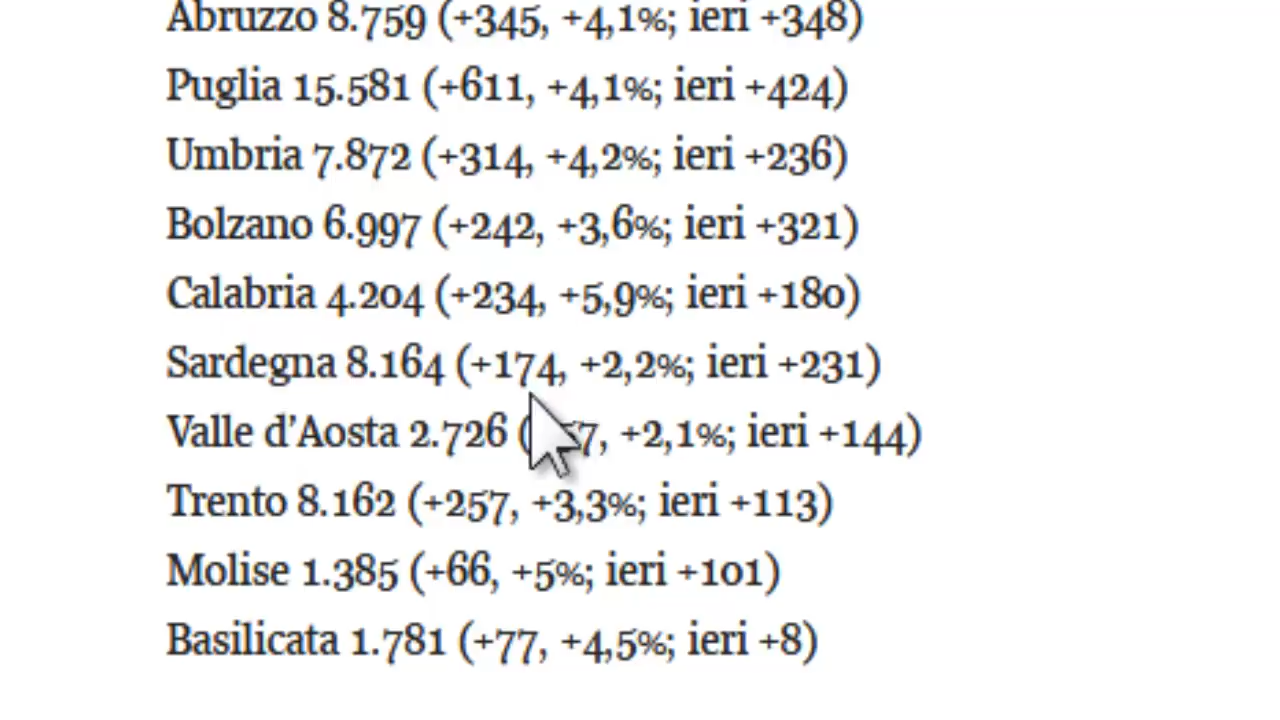 Abruzzo 8.759 (+345, +4,1%; ieri +348)
Puglia 15.581 (+611, +4,1%; ieri +424)
Umbria 7.872 (+314, +4,2%; ieri +236)
Bolzano 6.997 (+242, +3,6%; ieri +321)
Calabria 4.204 (+234, +5,9%; ieri +180)
Sardegna 8.164 (+174, +2,2%; ieri +231)
Valle d’Aosta 2.726 ( +2,1%; ieri +144)
Trento 8.162 (+257, +3,3%; ieri +113)
Molise 1.385 (+66, +5%; ieri +101)
Basilicata 1.781 (+77, +4,5%; ieri +8)